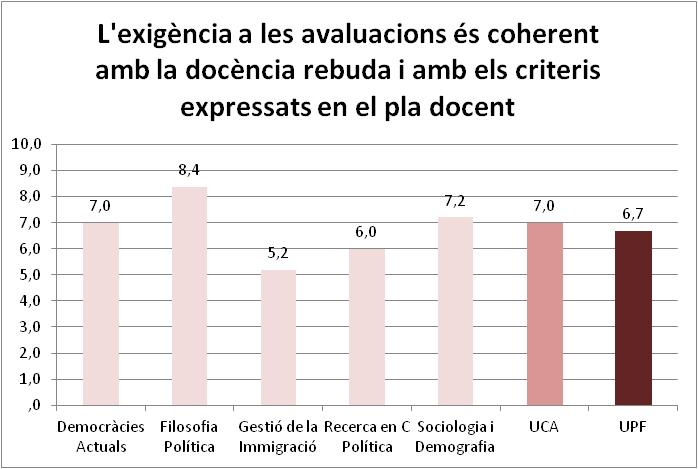 L'exigència a les avaluacions és coherent
amb la docència rebuda i amb els criteris
expressats en el pla docent
10,0
9,0
8,0
7,0
6,0
5,0
4,0
3,0
2,0
1,0
,0
7,0
8,4
5,2
6,0
7,2
7,0
6,7
Democràcies
Actuals
Filosofia
Política
Gestió de la
Immigració
Recerca en C
Política
Sociologia i
Demografia
UCA
UPF